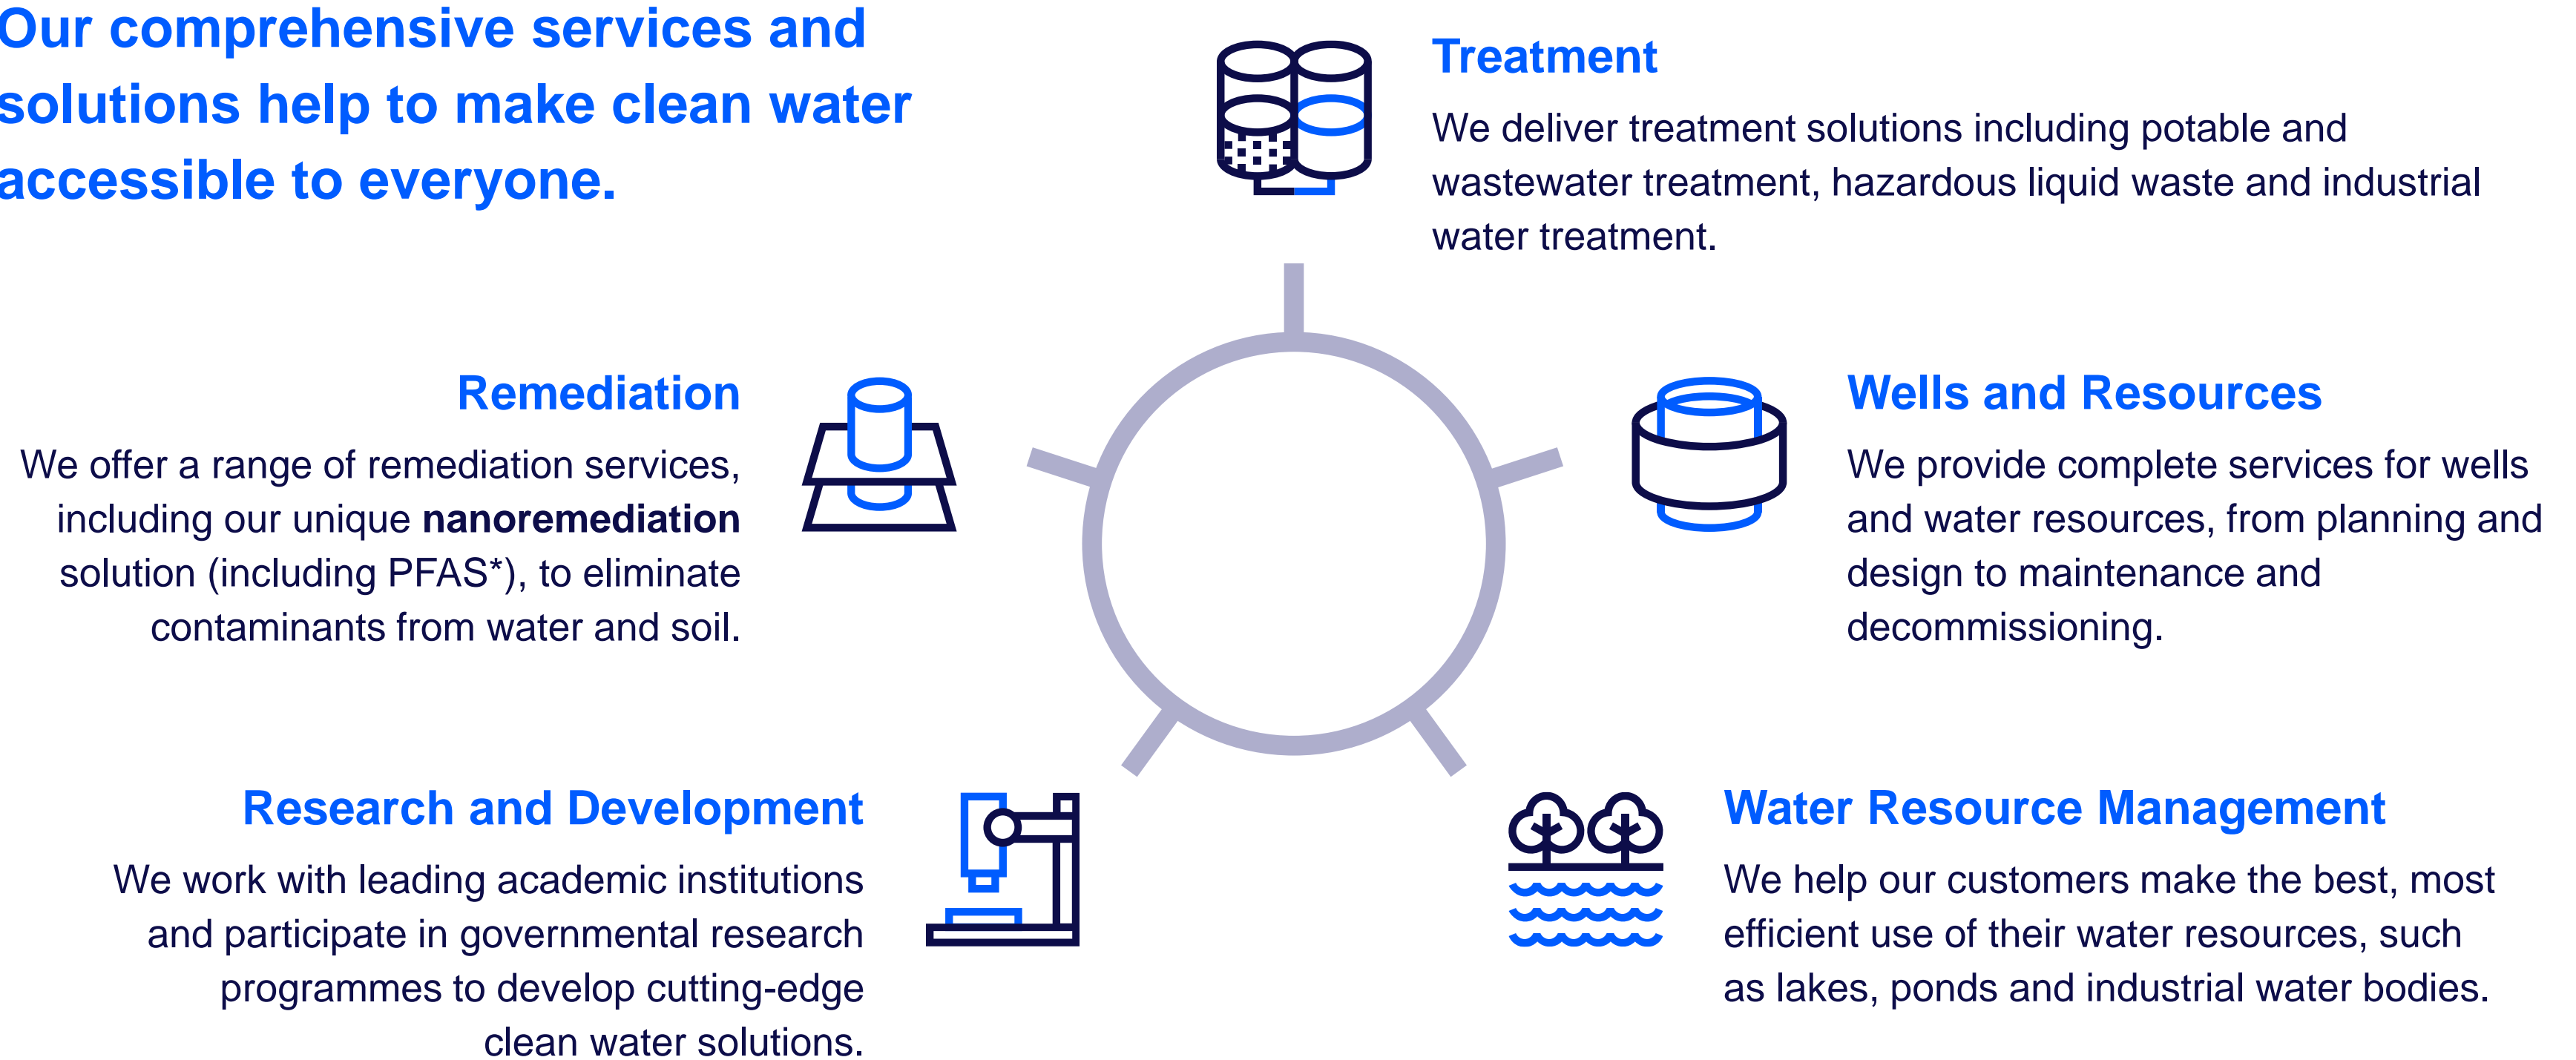 Our comprehensive services and
solutions help to make clean water
accessible to everyone.
Treatment
We deliver treatment solutions including potable and
wastewater treatment, hazardous liquid waste and industrial
water treatment.
Remediation
We offer a range of remediation services,
including our unique nanoremediation
solution (including PFAS*), to eliminate
contaminants from water and soil.
Wells and Resources
We provide complete services for wells
and water resources, from planning and
design to maintenance and
decommissioning.
Research and Development
We work with leading academic institutions
and participate in governmental research
programmes to develop cutting-edge
clean water solutions.
Water Resource Management
We help our customers make the best, most
efficient use of their water resources, such
as lakes, ponds and industrial water bodies.